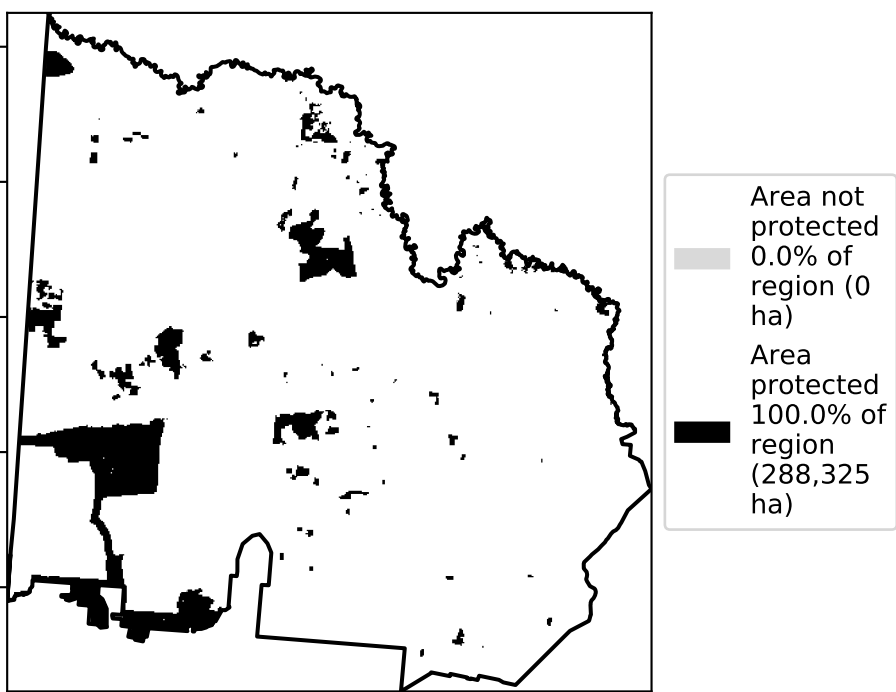 Area not
protected
0.0% of
region (0
ha)
Area
protected
100.0% of
region
(288,325
ha)